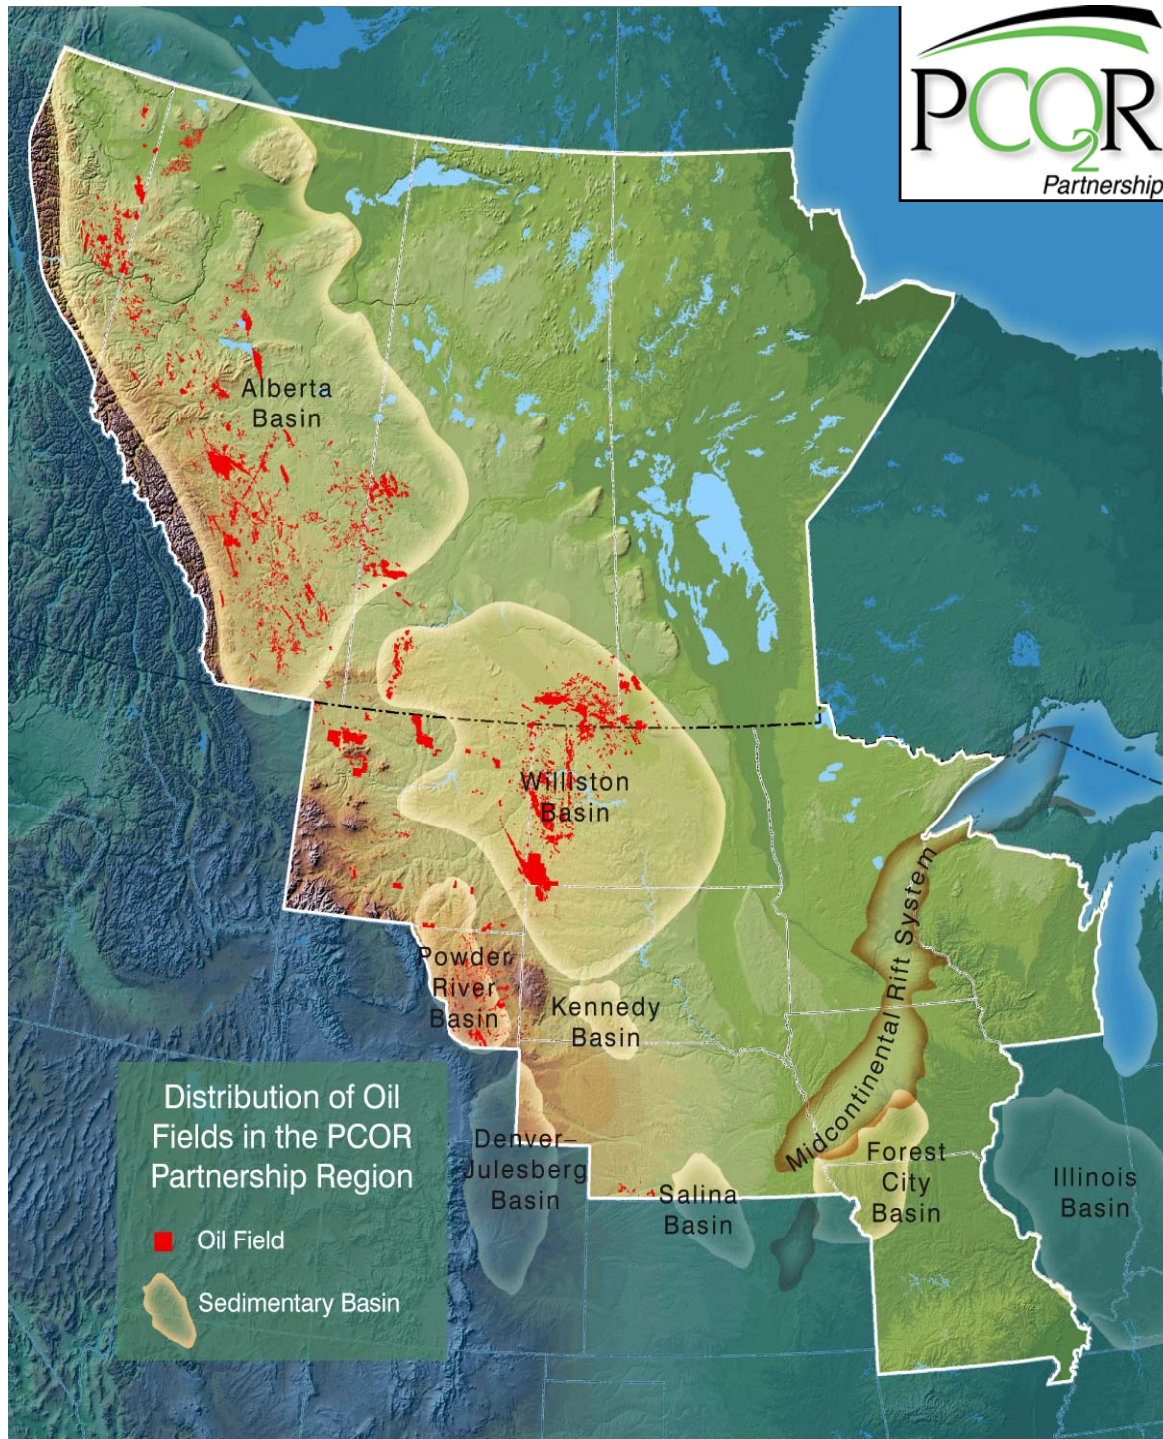 PCO2R
Partnership
Alberta
Basin
Williston
Basin
Powder
River
Basin
Kennedy
Basin
Midcontinental Rift System
Denver–
Julesberg
Basin
Salina
Basin
Forest
City
Basin
Illinois
Basin
Distribution of Oil
Fields in the PCOR
Partnership Region
Oil Field
Sedimentary Basin